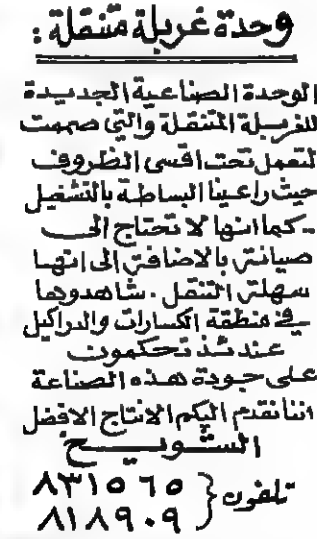 وحدة غربلة متنقلة :
الوحدة الصناعية الجديدة
للغربلة المتنقلة والتي صممت
لتعمل تحت اقسى الظروف
حيث راعينا البساطة بالتشغيل
- كما انها لا تحتاج الى
صيانة بالاضافة الى انها
سهلة التنقل . شاهدوها
في منطقة الكسارات والدراكيل
عندئذ تحكمون
على جودة هذه الصناعة
اننا نقدم اليكم الانتاج الافضل
الشويخ
تلفون { ٨٣١٥٦٥
٨١٨٩٠٩